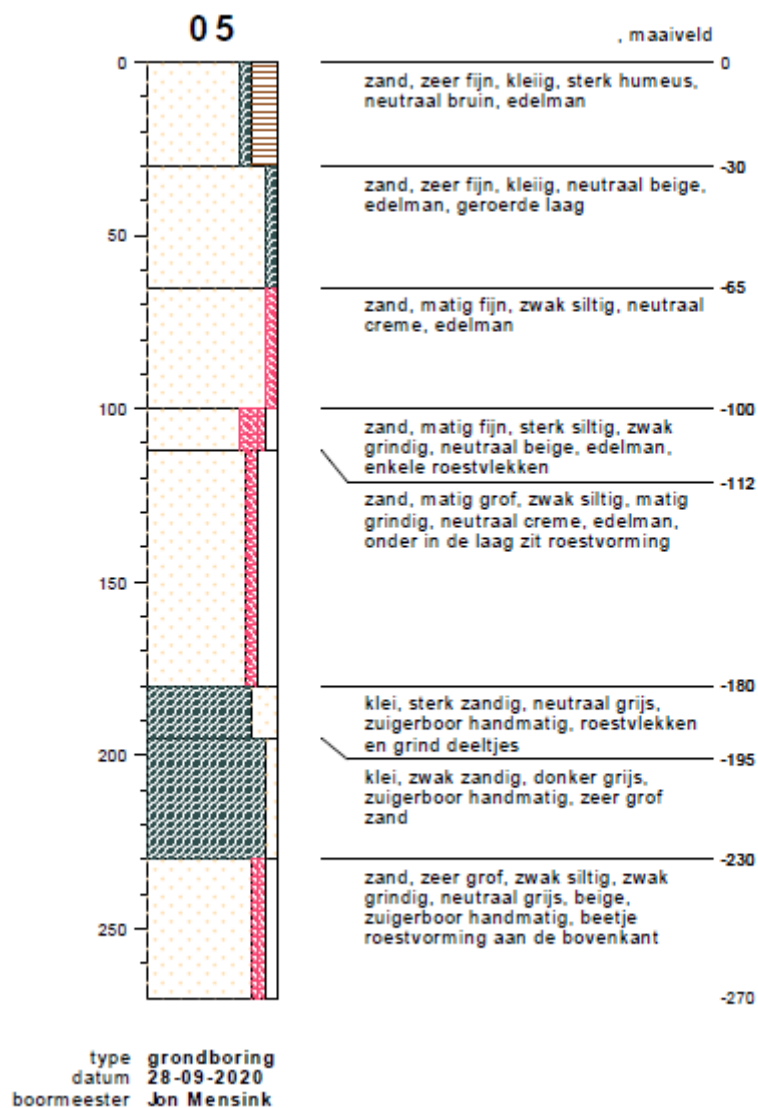 05
, maaiveld
0
0
zand, zeer fijn, kleiig, sterk humeus,
neutraal bruin, edelman
-30
zand, zeer fijn, kleiig, neutraal beige,
edelman, geroerde laag
50
-65
zand, matig fijn, zwak siltig, neutraal
creme, edelman
100
-100
zand, matig fijn, sterk siltig, zwak
grindig, neutraal beige, edelman,
enkele roestvlekken
-112
zand, matig grof, zwak siltig, matig
grindig, neutraal creme, edelman,
onder in de laag zit roestvorming
150
-180
klei, sterk zandig, neutraal grijs,
zuigerboor handmatig, roestvlekken
en grind deeltjes
200
-195
klei, zwak zandig, donker grijs,
zuigerboor handmatig, zeer grof
zand
-230
zand, zeer grof, zwak siltig, zwak
grindig, neutraal grijs, beige,
zuigerboor handmatig, beetje
roestvorming aan de bovenkant
250
-270
type grondboring
datum 28-09-2020
boormeester Jon Mensink